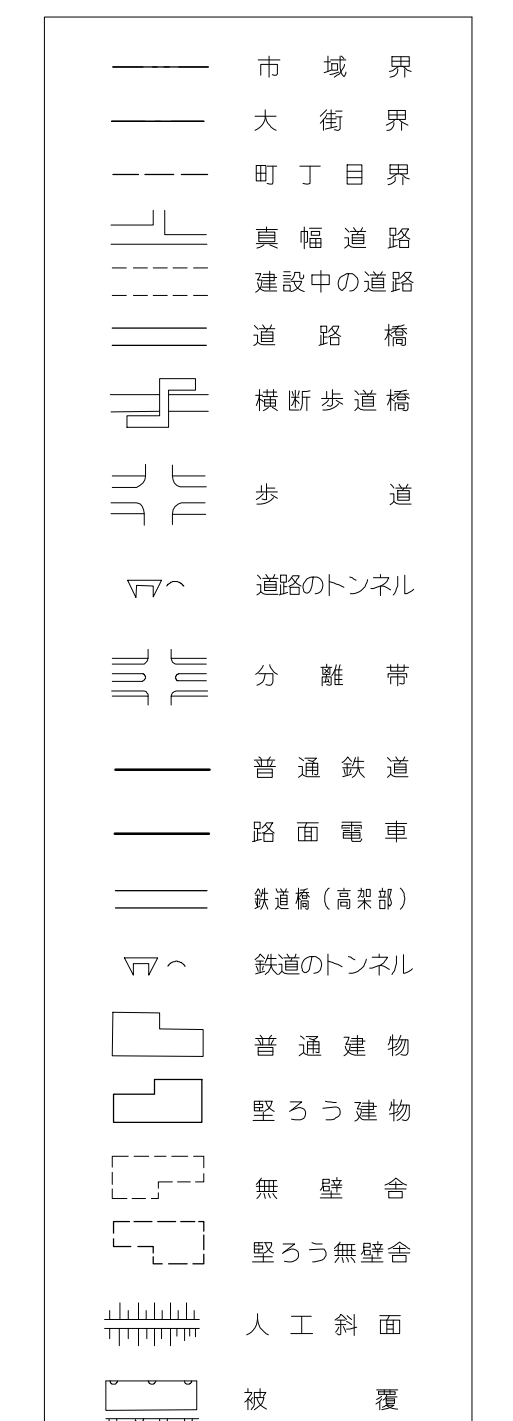 市域界
大街界
町丁目界
真幅道路
建設中の道路
道路橋
横断歩道橋
歩道
道路のトンネル
分離帯
普通鉄道
路面電車
鉄道橋（高架部）
鉄道のトンネル
普通建物
堅ろう建物
無壁舎
堅ろう無壁舎
人工斜面
被覆